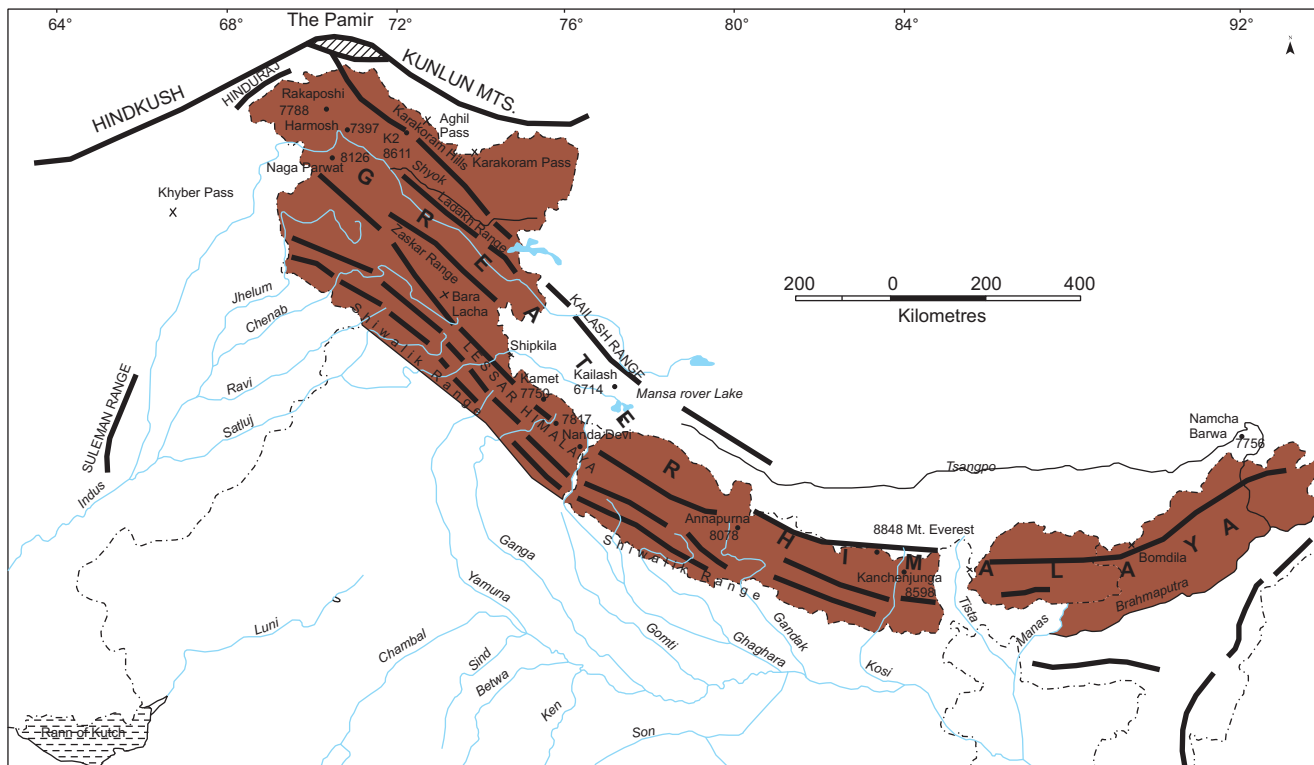 64° 68° 72° 76° 80° 84° 92°
The Pamir
N
HINDKUSH
HINDURAJ
KUNLUN MTS.
Rakaposhi
7788
Harmosh
7397
K2
8611
Karakoram Hills
Aghil
Pass
Karakoram Pass
8126
Naga Parwat
Shyok
Khyber Pass
Ladakh Range
Zaskar Range
Bara
Lacha
GREATER HIMALAYA
Jhelum
Chenab
Shiwalik Range
LESSAR HIMALAYA
Shipkila
KAILASH RANGE
Kailash
6714
Mansa rover Lake
Kamet
7750
7817
Nanda Devi
Ravi
Satluj
SULEMAN RANGE
Indus
200 0 200 400
Kilometres
Namcha
Barwa
7756
Tsangpo
Annapurna
8078
8848 Mt. Everest
Kanchenjunga
8598
Bomdila
Brahmaputra
Shiwalik Range
Ganga
Yamuna
Gomti
Ghaghara
Gandak
Kosi
Tista
Manas
S
Luni
Chambal
Sind
Betwa
Ken
Son
Rann of Kutch